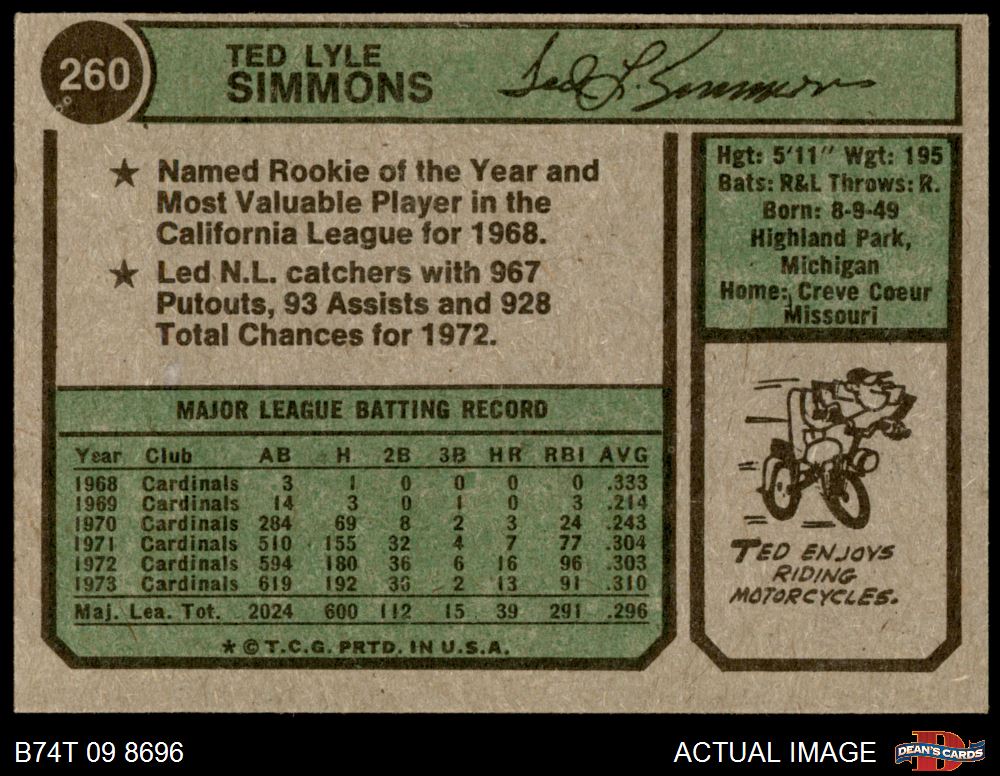 260
TED LYLE
SIMMONS
Ted L. Simmons
★ Named Rookie of the Year and
Most Valuable Player in the
California League for 1968.
★ Led N.L. catchers with 967
Putouts, 93 Assists and 928
Total Chances for 1972.
Hgt: 5'11" Wgt: 195
Bats: R&L Throws: R.
Born: 8-9-49
Highland Park,
Michigan
Home: Creve Coeur
Missouri
MAJOR LEAGUE BATTING RECORD
Year Club AB H 2B 3B HR RBI AVG
1968 Cardinals 3 1 0 0 0 0 .333
1969 Cardinals 14 3 0 1 0 3 .214
1970 Cardinals 284 69 8 2 3 24 .243
1971 Cardinals 510 155 32 4 7 77 .304
1972 Cardinals 594 180 36 6 16 96 .303
1973 Cardinals 619 192 36 2 13 91 .310
Maj. Lea. Tot. 2024 600 112 15 39 291 .296
★ © T.C.G. PRTD. IN U.S.A.
TED ENJOYS
RIDING
MOTORCYCLES.
B74T 09 8696
ACTUAL IMAGE
DEAN'S CARDS